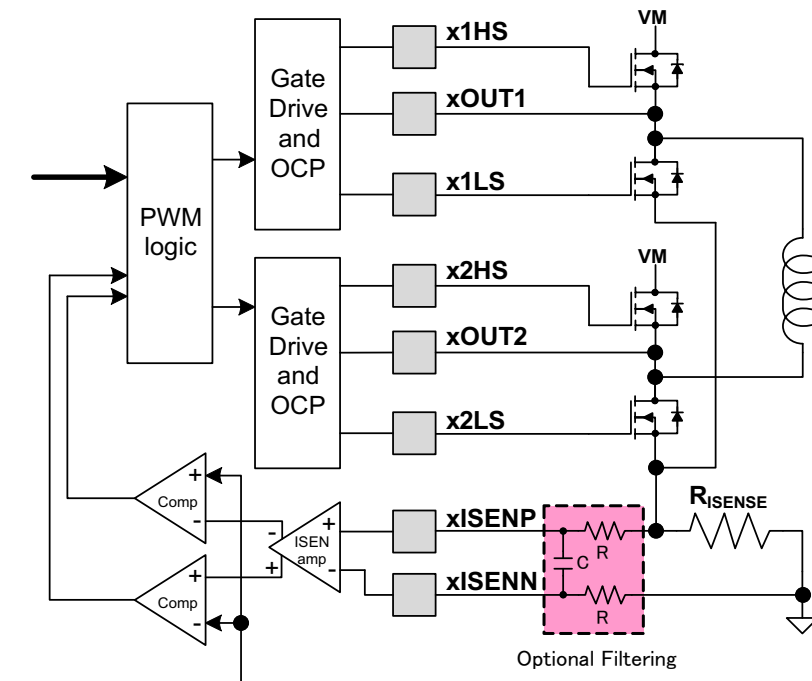 VM
x1HS
Gate
Drive
and
OCP
xOUT1
x1LS
PWM
logic
VM
x2HS
Gate
Drive
and
OCP
xOUT2
x2LS
+
Comp
-
-
+
ISEN
amp
+
-
xISENP
RISENSE
R
C
+
Comp
-
xISENN
R
Optional Filtering